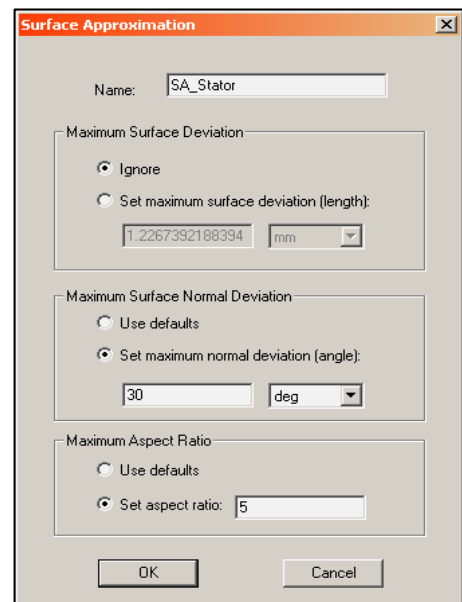 Surface Approximation
Name: SA_Stator
Maximum Surface Deviation
Ignore
Set maximum surface deviation (length):
1.2267392188394 mm
Maximum Surface Normal Deviation
Use defaults
Set maximum normal deviation (angle):
30 deg
Maximum Aspect Ratio
Use defaults
Set aspect ratio: 5
OK Cancel